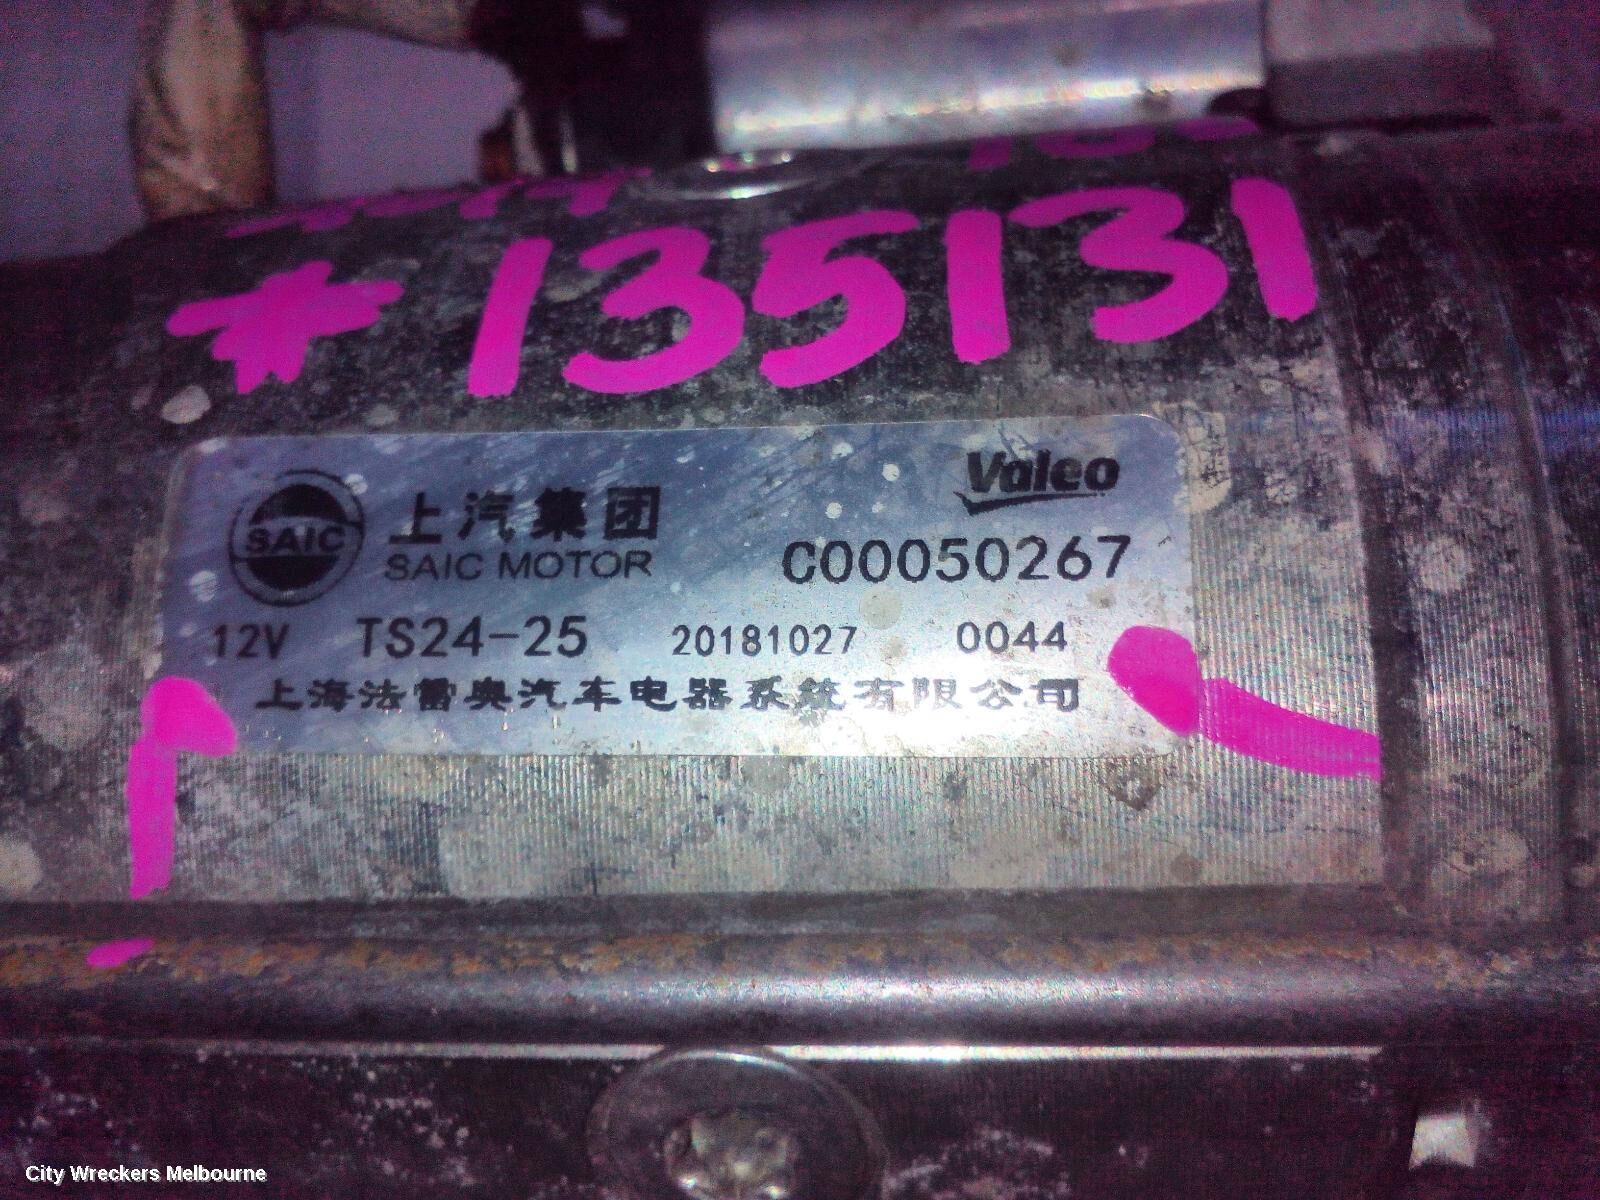 * 135131
Valeo
SAIC
上汽集团
SAIC MOTOR
C00050267
12V TS24-25 20181027 0044
上海法雷奥汽车电器系统有限公司
City Wreckers Melbourne